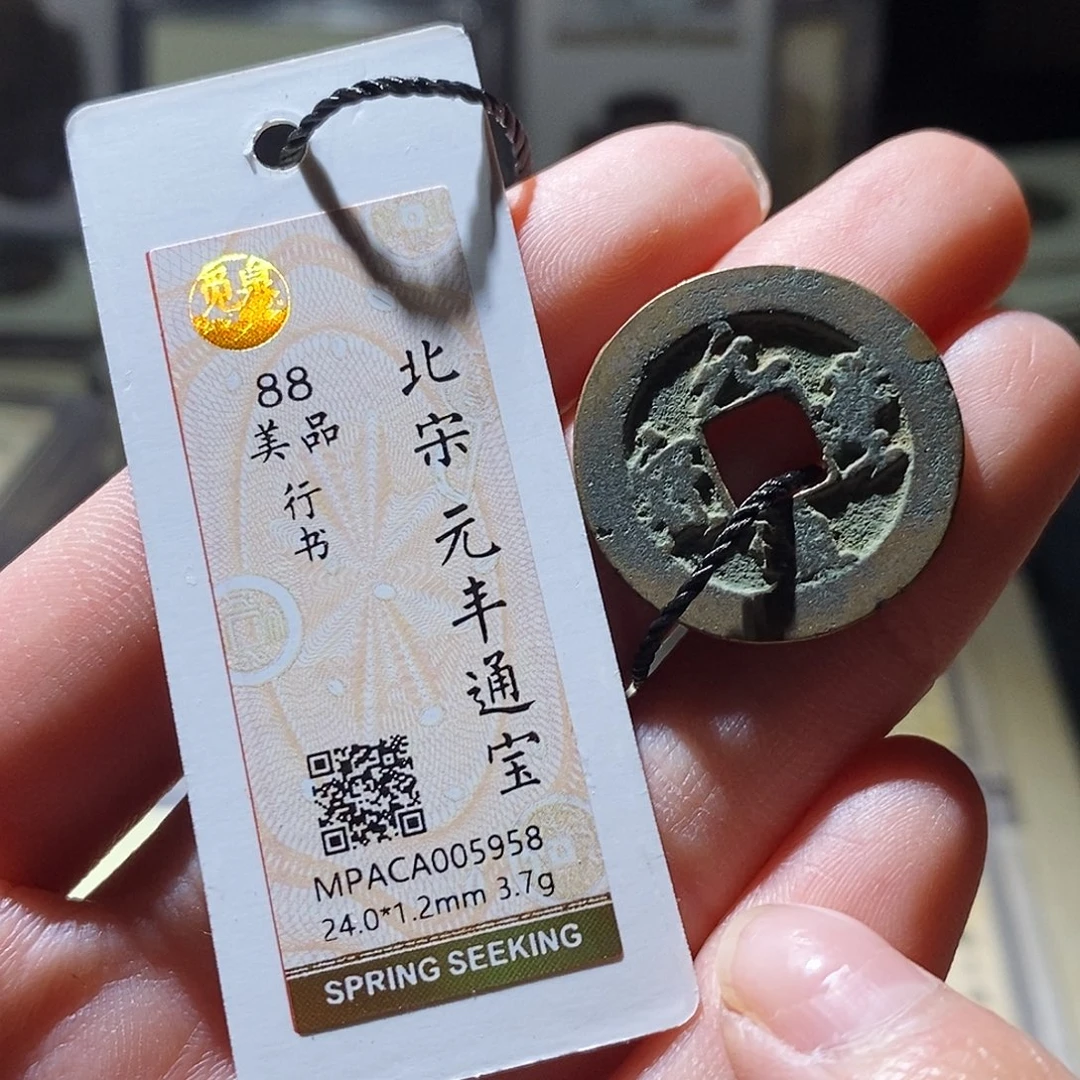 觅泉
北宋元丰通宝
88
美品
行书
MPACA005958
24.0*1.2mm 3.7g
SPRING SEEKING